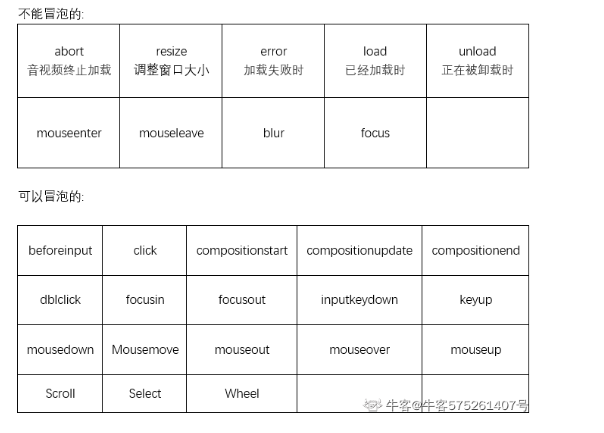 不能冒泡的:
abort resize error load unload
音视频终止加载 调整窗口大小 加载失败时 已经加载时 正在被卸载时
mouseenter mouseleave blur focus
可以冒泡的:
beforeinput click compositionstart compositionupdate compositionend
dblclick focusin focusout inputkeydown keyup
mousedown Mousemove mouseout mouseover mouseup
Scroll Select Wheel
牛客@牛客575261407号